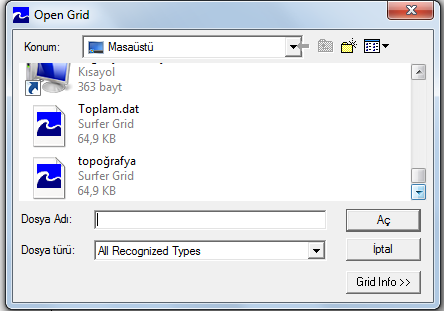 Open Grid
Konum:
Masaüstü
Kısayol
363 bayt
Toplam.dat
Surfer Grid
64,9 KB
topoğrafya
Surfer Grid
64,9 KB
Dosya Adı:
Aç
Dosya türü:
All Recognized Types
İptal
Grid Info >>